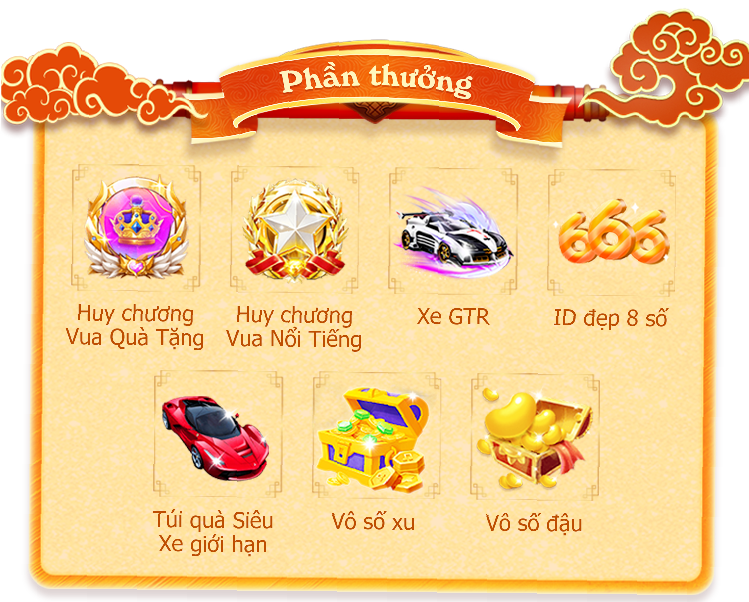 Phần thưởng
Huy chương
Vua Quà Tặng
Huy chương
Vua Nổi Tiếng
Xe GTR
666
ID đẹp 8 số
Túi quà Siêu
Xe giới hạn
Vô số xu
Vô số đậu